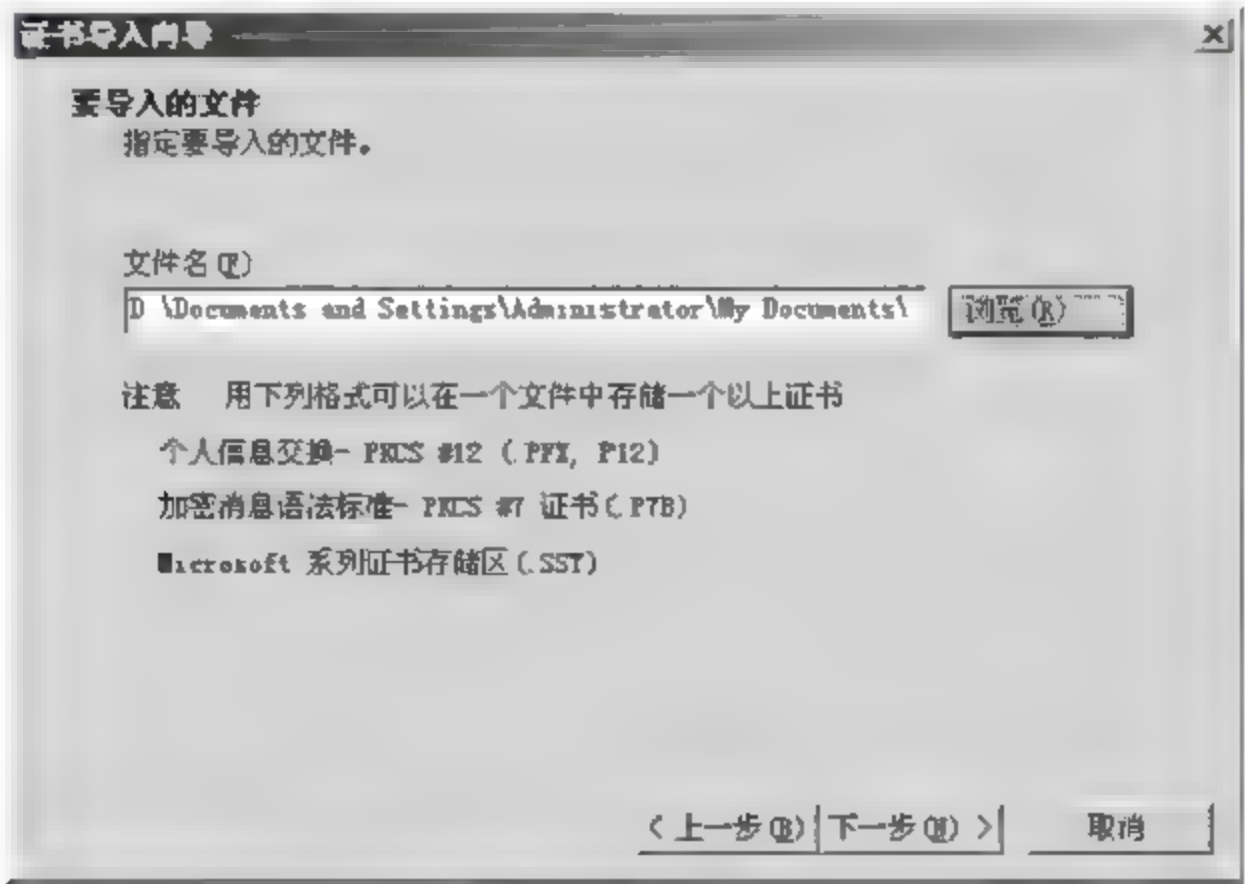 证书导入向导
要导入的文件
指定要导入的文件。
文件名(F)
D \Documents and Settings\Administrator\My Documents\
浏览(R)
注意 用下列格式可以在一个文件中存储一个以上证书
个人信息交换- PKCS #12 (.PFX, P12)
加密消息语法标准- PKCS #7 证书(.P7B)
Microsoft 系列证书存储区(.SST)
< 上一步(B) 下一步(N) > 取消